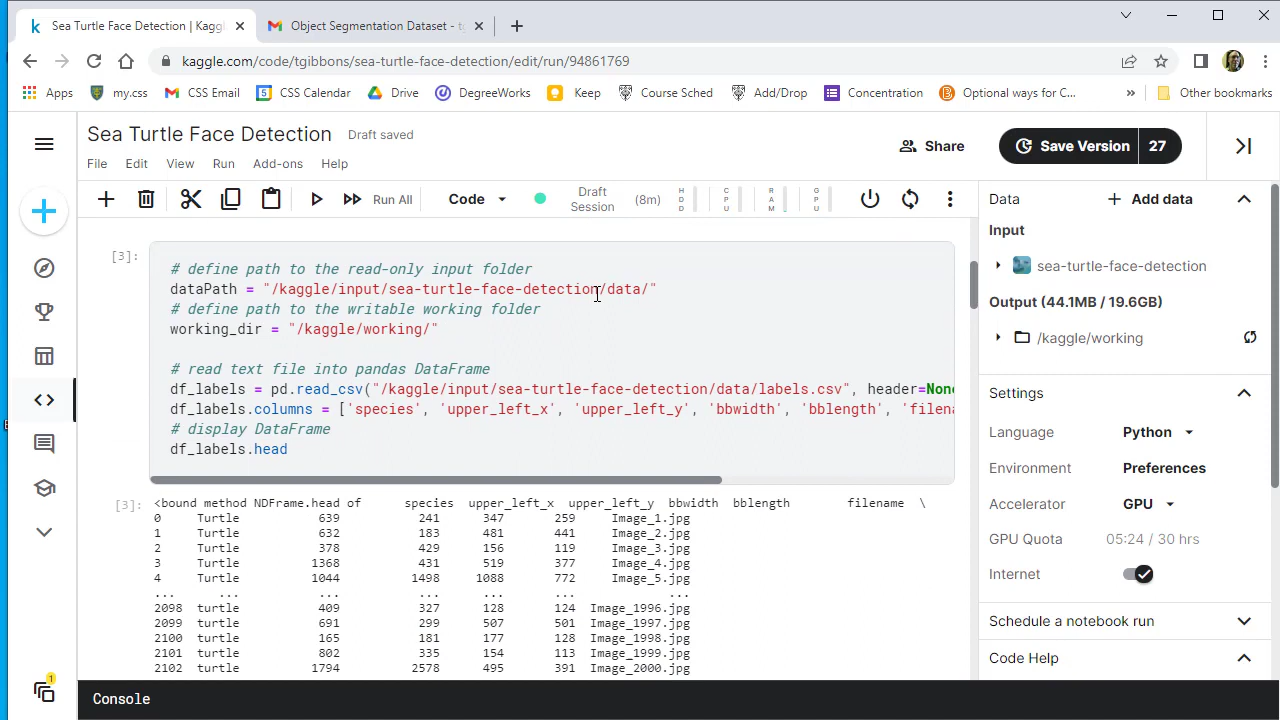 Sea Turtle Face Detection | Kaggl
Object Segmentation Dataset - tg
kaggle.com/code/tgibbons/sea-turtle-face-detection/edit/run/94861769
Apps my.css CSS Email CSS Calendar Drive DegreeWorks Keep Course Sched Add/Drop Concentration Optional ways for C... » Other bookmarks
Sea Turtle Face Detection Draft saved
Share
Save Version 27
File Edit View Run Add-ons Help
Run All Code Draft Session (8m) HDD CPU RAM GPU
[3]:
# define path to the read-only input folder
dataPath = "/kaggle/input/sea-turtle-face-detection/data/"
# define path to the writable working folder
working_dir = "/kaggle/working/"
# read text file into pandas DataFrame
df_labels = pd.read_csv("/kaggle/input/sea-turtle-face-detection/data/labels.csv", header=None
df_labels.columns = ['species', 'upper_left_x', 'upper_left_y', 'bbwidth', 'bblength', 'filena
# display DataFrame
df_labels.head
[3]:
<bound method NDFrame.head of species upper_left_x upper_left_y bbwidth bblength filename \
0 Turtle 639 241 347 259 Image_1.jpg
1 Turtle 632 183 481 441 Image_2.jpg
2 Turtle 378 429 156 119 Image_3.jpg
3 Turtle 1368 431 519 377 Image_4.jpg
4 Turtle 1044 1498 1088 772 Image_5.jpg
... ... ... ... ... ... ...
2098 turtle 409 327 128 124 Image_1996.jpg
2099 turtle 691 299 507 501 Image_1997.jpg
2100 turtle 165 181 177 128 Image_1998.jpg
2101 turtle 802 335 154 113 Image_1999.jpg
2102 turtle 1794 2578 495 391 Image_2000.jpg
Data
Add data
Input
sea-turtle-face-detection
Output (44.1MB / 19.6GB)
/kaggle/working
Settings
Language Python
Environment Preferences
Accelerator GPU
GPU Quota 05:24 / 30 hrs
Internet
Schedule a notebook run
Code Help
1
Console